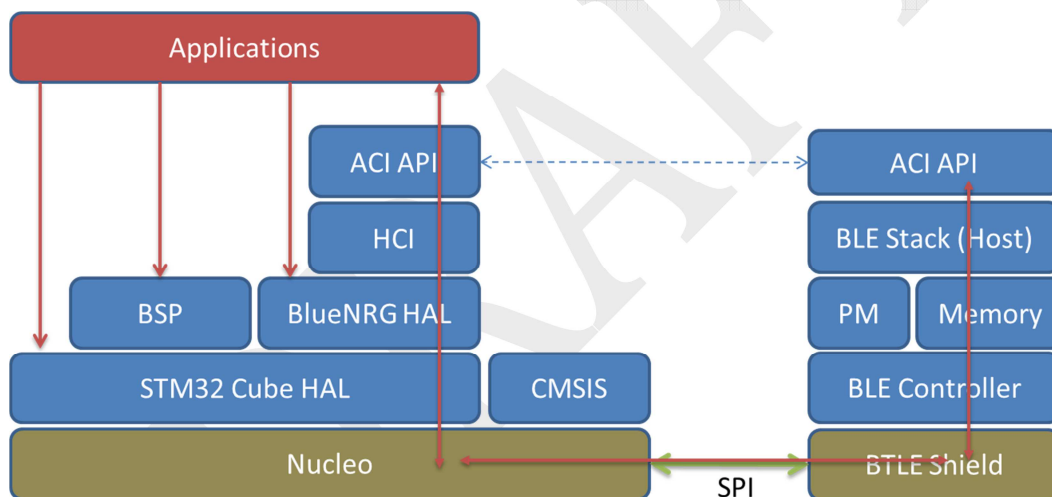 Applications
ACI API
ACI API
HCI
BLE Stack (Host)
BSP
BlueNRG HAL
PM
Memory
STM32 Cube HAL
CMSIS
BLE Controller
Nucleo
SPI
BTLE Shield